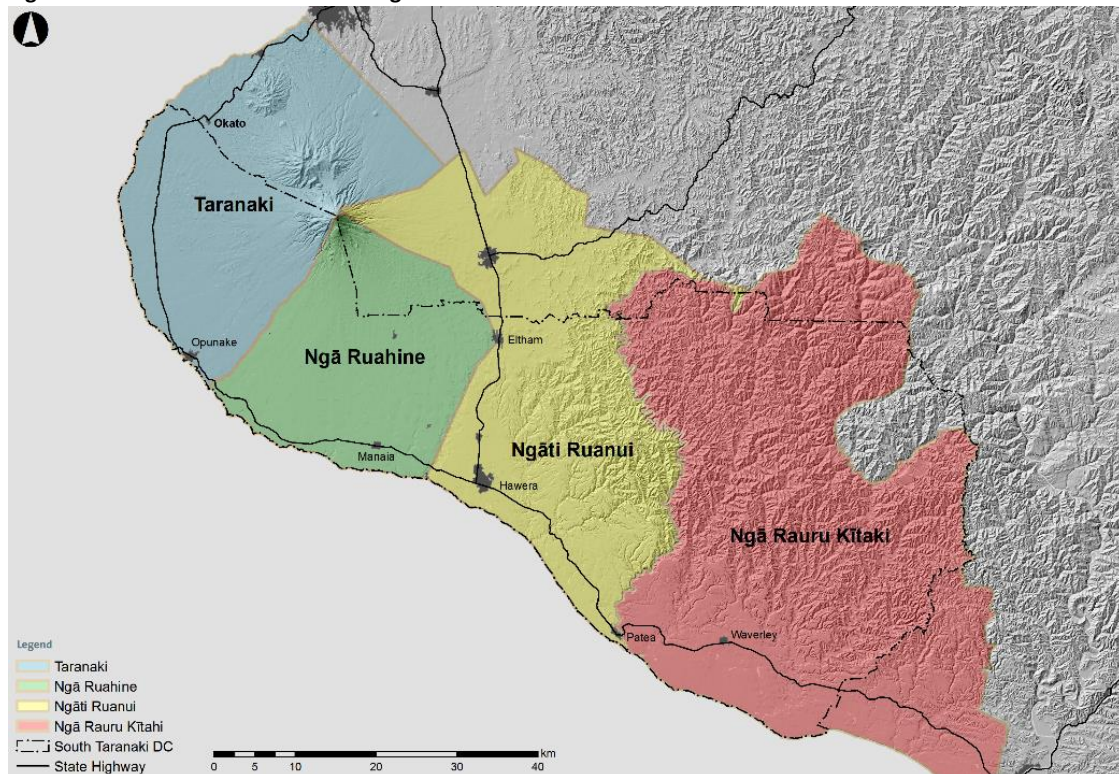 Okato
Taranaki
Opunake
Ngā Ruahine
Eltham
Manaia
Ngāti Ruanui
Hawera
Ngā Rauru Kītaki
Patea
Waverley
Legend
Taranaki
Ngā Ruahine
Ngāti Ruanui
Ngā Rauru Kītahi
South Taranaki DC
State Highway
km
0 5 10 20 30 40